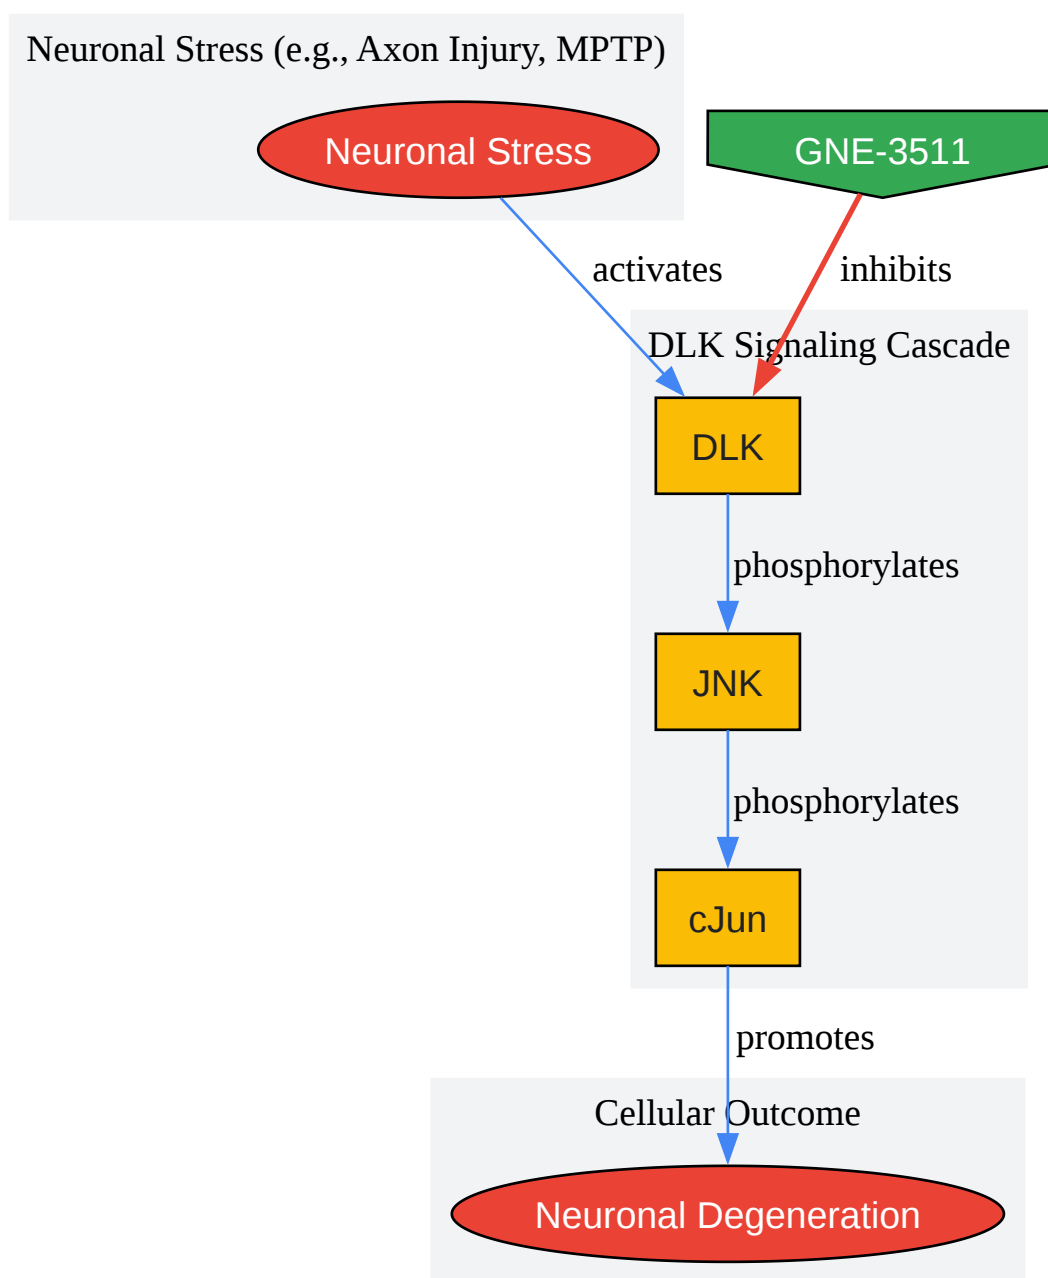 Neuronal Stress (e.g., Axon Injury, MPTP)
Neuronal Stress
GNE-3511
activates
inhibits
DLK Signaling Cascade
DLK
phosphorylates
JNK
phosphorylates
cJun
promotes
Cellular Outcome
Neuronal Degeneration